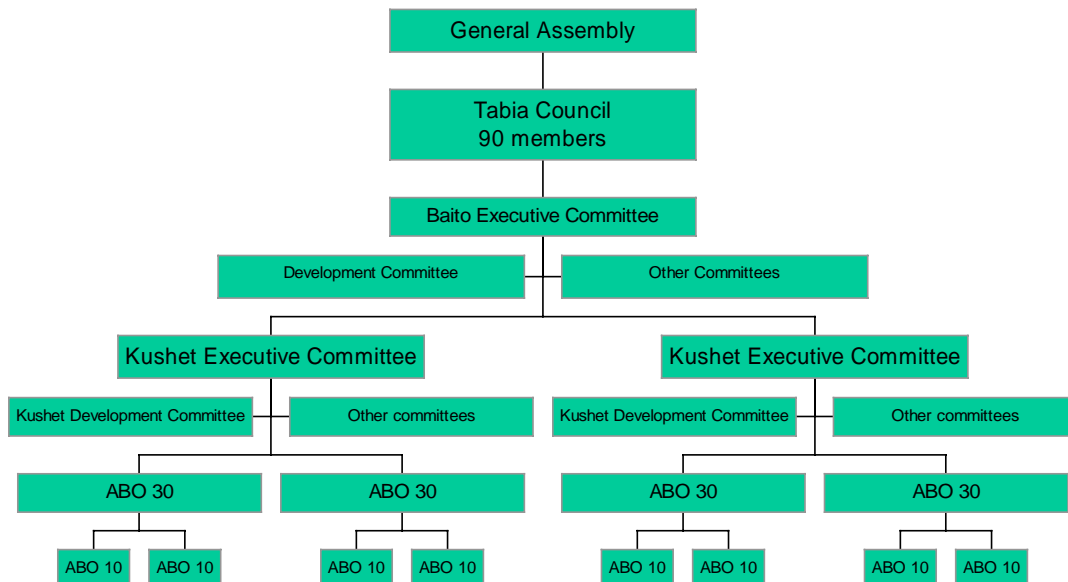 General Assembly
Tabia Council
90 members
Baito Executive Committee
Development Committee
Other Committees
Kushet Executive Committee
Kushet Executive Committee
Kushet Development Committee
Other committees
Kushet Development Committee
Other committees
ABO 30
ABO 30
ABO 30
ABO 30
ABO 10
ABO 10
ABO 10
ABO 10
ABO 10
ABO 10
ABO 10
ABO 10